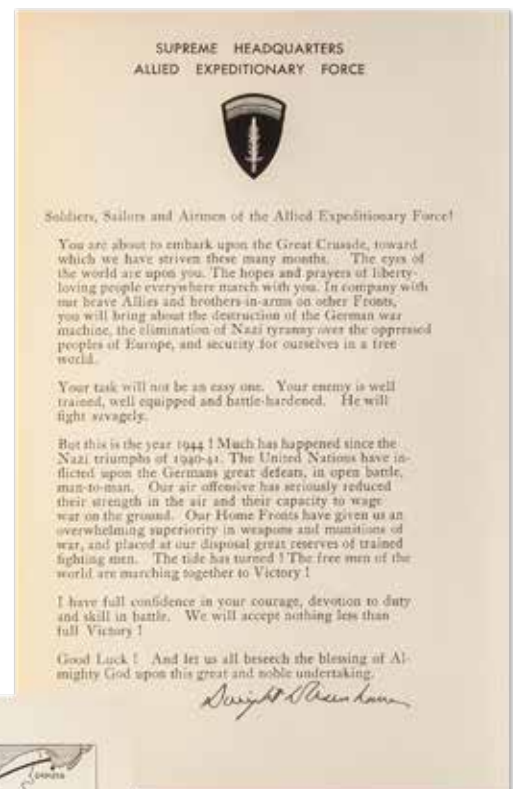 SUPREME HEADQUARTERS
ALLIED EXPEDITIONARY FORCE
Soldiers, Sailors and Airmen of the Allied Expeditionary Force!
You are about to embark upon the Great Crusade, toward
which we have striven these many months. The eyes of
the world are upon you. The hopes and prayers of liberty-
loving people everywhere march with you. In company with
our brave Allies and brothers-in-arms on other Fronts,
you will bring about the destruction of the German war
machine, the elimination of Nazi tyranny over the oppressed
peoples of Europe, and security for ourselves in a free
world.
Your task will not be an easy one. Your enemy is well
trained, well equipped and battle-hardened. He will
fight savagely.
But this is the year 1944 ! Much has happened since the
Nazi triumphs of 1940-41. The United Nations have in-
flicted upon the Germans great defeats, in open battle,
man-to-man. Our air offensive has seriously reduced
their strength in the air and their capacity to wage
war on the ground. Our Home Fronts have given us an
overwhelming superiority in weapons and munitions of
war, and placed at our disposal great reserves of trained
fighting men. The tide has turned ! The free men of the
world are marching together to Victory !
I have full confidence in your courage, devotion to duty
and skill in battle. We will accept nothing less than
full Victory !
Good Luck ! And let us all beseech the blessing of Al-
mighty God upon this great and noble undertaking.
Dwight D Eisenhower